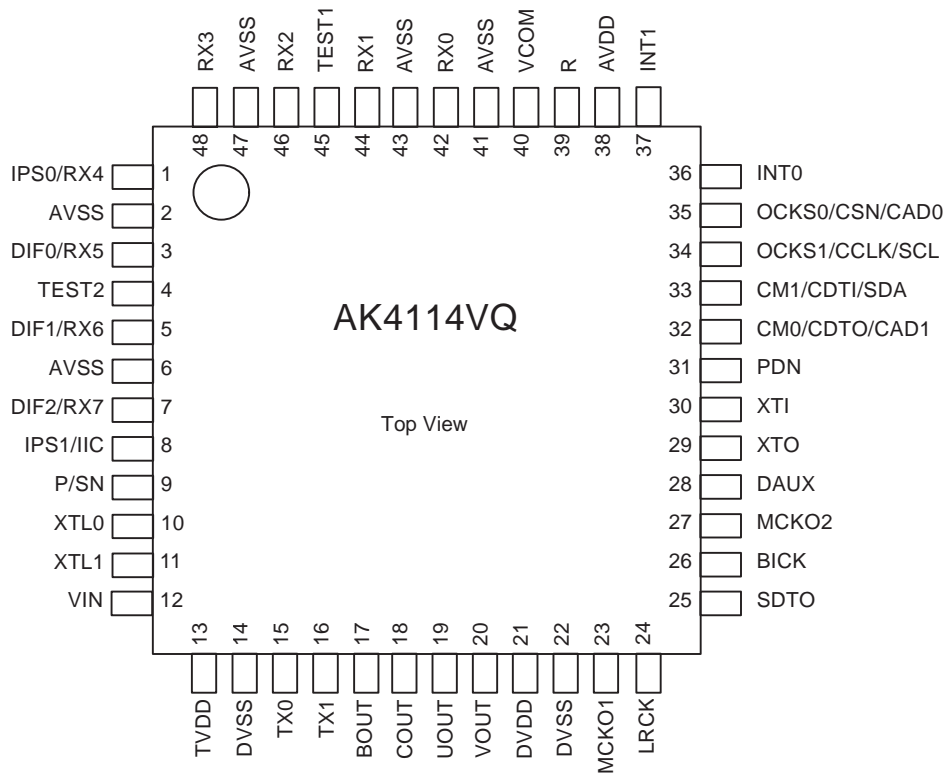 RX3
AVSS
RX2
TEST1
RX1
AVSS
RX0
AVSS
VCOM
R
AVDD
INT1
48
47
46
45
44
43
42
41
40
39
38
37
IPS0/RX4 1
AVSS 2
DIF0/RX5 3
TEST2 4
DIF1/RX6 5
AVSS 6
DIF2/RX7 7
IPS1/IIC 8
P/SN 9
XTL0 10
XTL1 11
VIN 12
AK4114VQ
Top View
36 INT0
35 OCKS0/CSN/CAD0
34 OCKS1/CCLK/SCL
33 CM1/CDTI/SDA
32 CM0/CDTO/CAD1
31 PDN
30 XTI
29 XTO
28 DAUX
27 MCKO2
26 BICK
25 SDTO
13
14
15
16
17
18
19
20
21
22
23
24
TVDD
DVSS
TX0
TX1
BOUT
COUT
UOUT
VOUT
DVDD
DVSS
MCKO1
LRCK